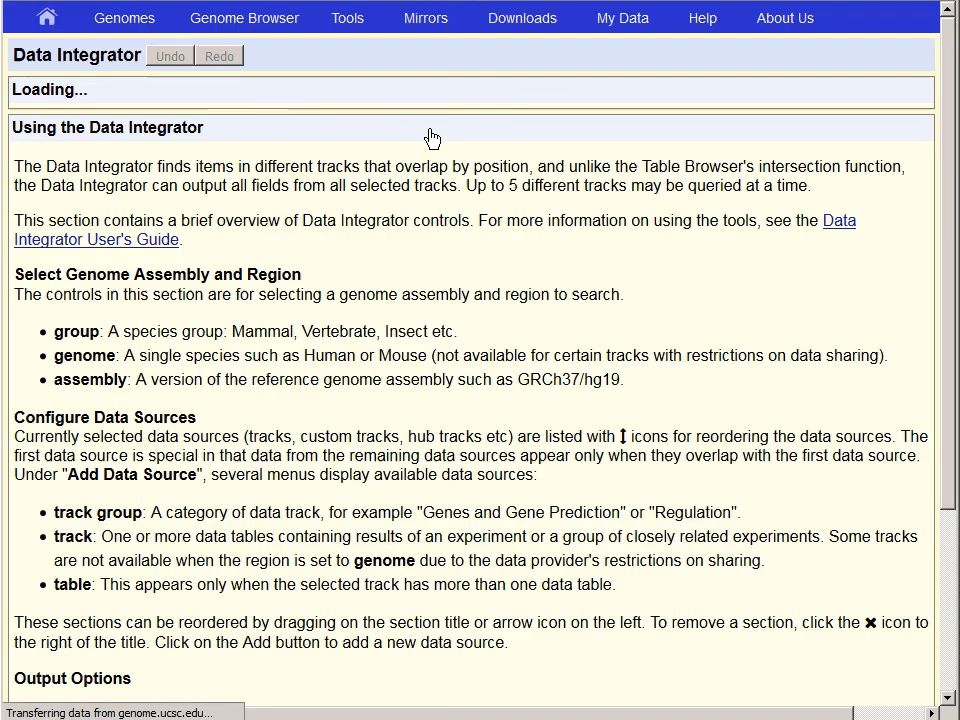 Genomes Genome Browser Tools Mirrors Downloads My Data Help About Us
Data Integrator Undo Redo
Loading...
Using the Data Integrator
The Data Integrator finds items in different tracks that overlap by position, and unlike the Table Browser's intersection function,
the Data Integrator can output all fields from all selected tracks. Up to 5 different tracks may be queried at a time.
This section contains a brief overview of Data Integrator controls. For more information on using the tools, see the Data
Integrator User's Guide.
Select Genome Assembly and Region
The controls in this section are for selecting a genome assembly and region to search.
• group: A species group: Mammal, Vertebrate, Insect etc.
• genome: A single species such as Human or Mouse (not available for certain tracks with restrictions on data sharing).
• assembly: A version of the reference genome assembly such as GRCh37/hg19.
Configure Data Sources
Currently selected data sources (tracks, custom tracks, hub tracks etc) are listed with ↕ icons for reordering the data sources. The
first data source is special in that data from the remaining data sources appear only when they overlap with the first data source.
Under "Add Data Source", several menus display available data sources:
• track group: A category of data track, for example "Genes and Gene Prediction" or "Regulation".
• track: One or more data tables containing results of an experiment or a group of closely related experiments. Some tracks
are not available when the region is set to genome due to the data provider's restrictions on sharing.
• table: This appears only when the selected track has more than one data table.
These sections can be reordered by dragging on the section title or arrow icon on the left. To remove a section, click the ✖ icon to
the right of the title. Click on the Add button to add a new data source.
Output Options
Transferring data from genome.ucsc.edu...